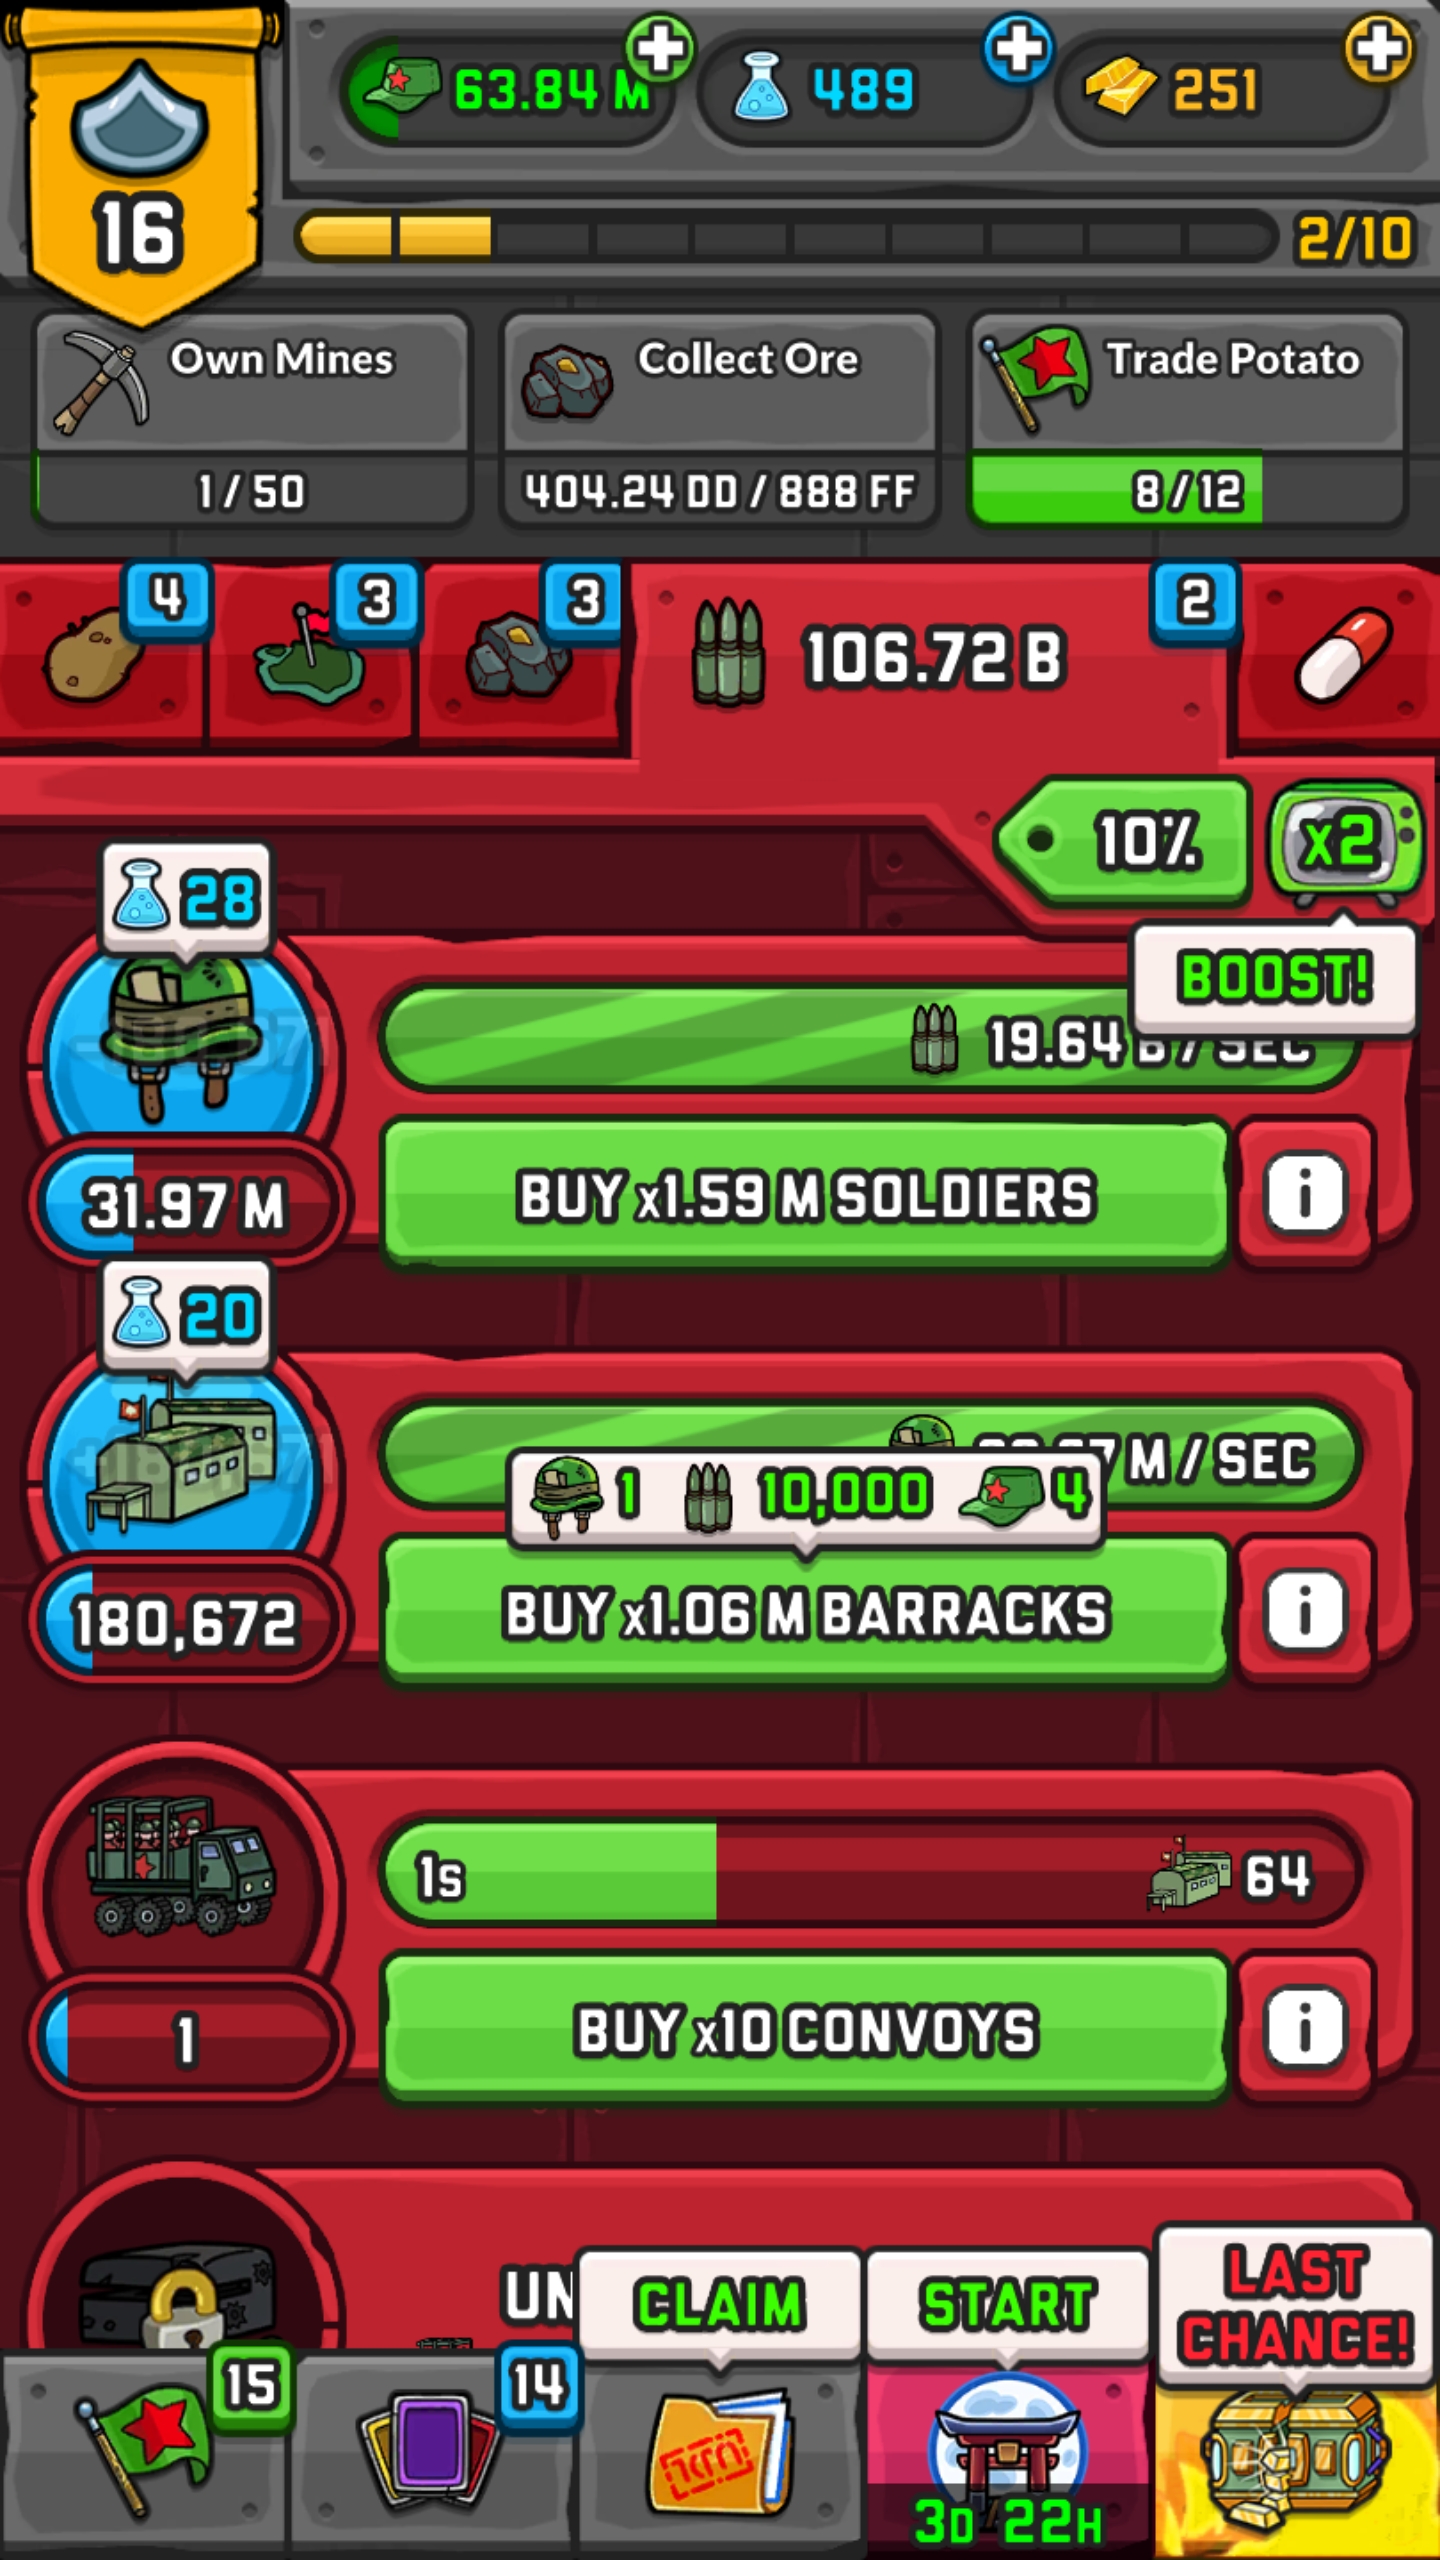 63.84 M
489
251
16
2/10
Own Mines
Collect Ore
Trade Potato
1 / 50
404.24 DD / 888 FF
8 / 12
4
3
3
106.72 B
2
10%
x2
BOOST!
28
19.64 B / SEC
31.97 M
BUY x1.59 M SOLDIERS
i
20
M / SEC
1
10,000
4
180,672
BUY x1.06 M BARRACKS
i
1s
64
1
BUY x10 CONVOYS
i
UN
CLAIM
START
LAST
CHANCE!
15
14
3D 22H